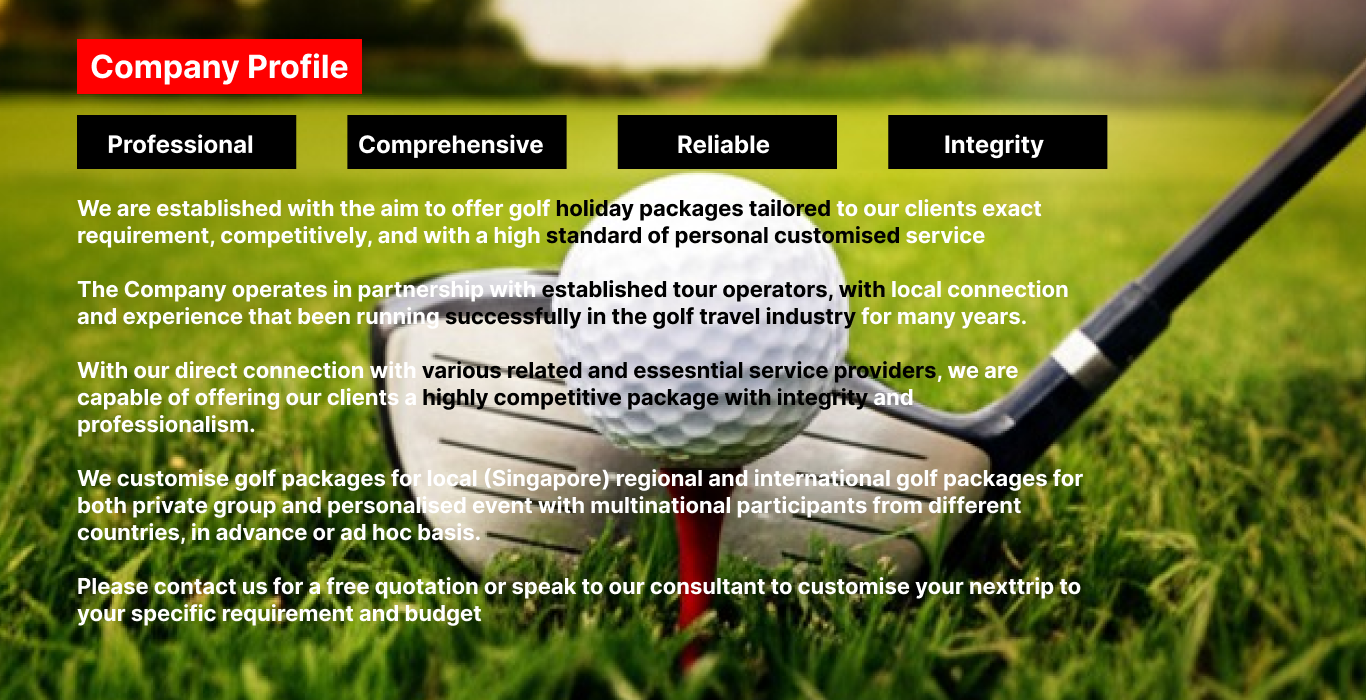 Company Profile
Professional
Comprehensive
Reliable
Integrity
We are established with the aim to offer golf holiday packages tailored to our clients exact
requirement, competitively, and with a high standard of personal customised service
The Company operates in partnership with established tour operators, with local connection
and experience that been running successfully in the golf travel industry for many years.
With our direct connection with various related and essesntial service providers, we are
capable of offering our clients a highly competitive package with integrity and
professionalism.
We customise golf packages for local (Singapore) regional and international golf packages for
both private group and personalised event with multinational participants from different
countries, in advance or ad hoc basis.
Please contact us for a free quotation or speak to our consultant to customise your nexttrip to
your specific requirement and budget